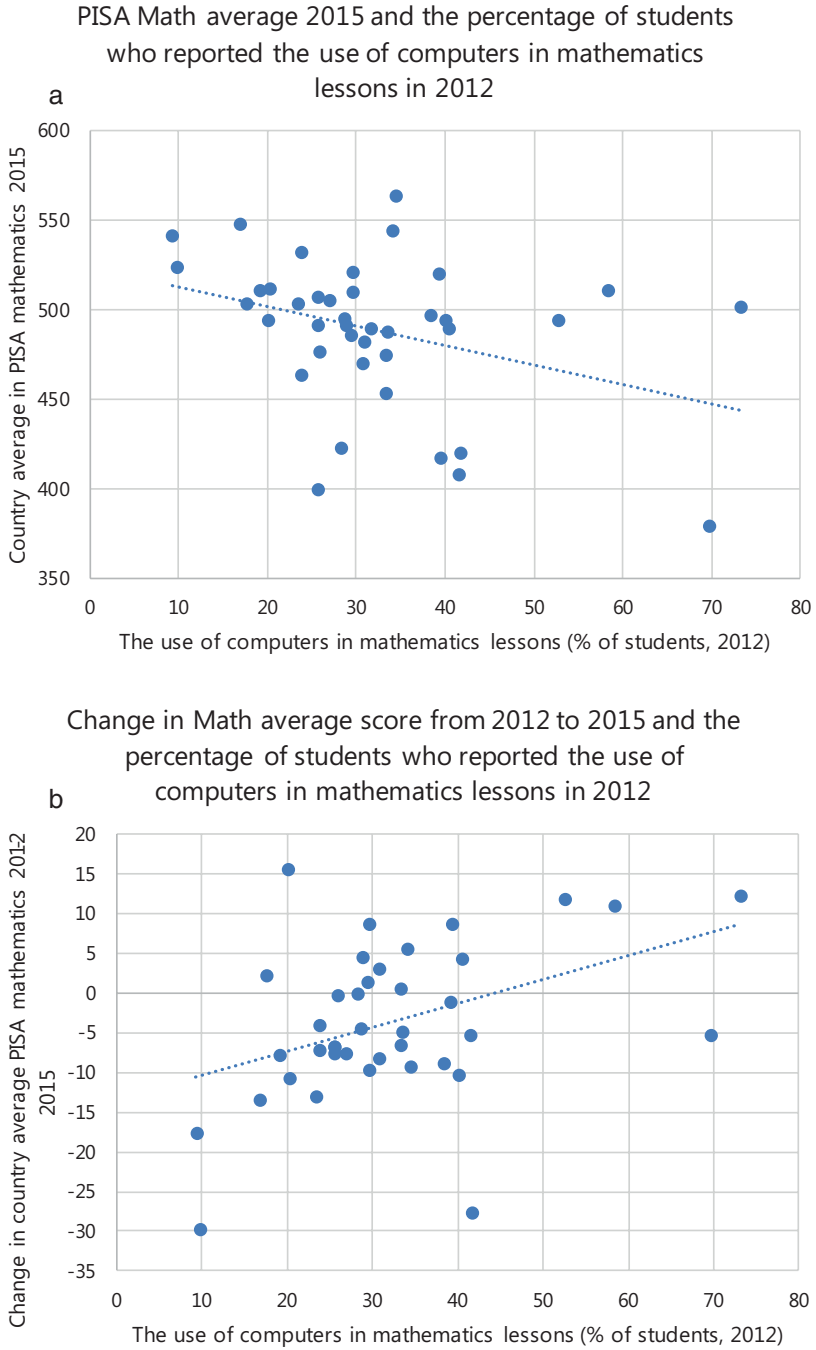 PISA Math average 2015 and the percentage of students
who reported the use of computers in mathematics
lessons in 2012
a
Country average in PISA mathematics 2015
600
550
500
450
400
350
0 10 20 30 40 50 60 70 80
The use of computers in mathematics lessons (% of students, 2012)
Change in Math average score from 2012 to 2015 and the
percentage of students who reported the use of
computers in mathematics lessons in 2012
b
Change in country average PISA mathematics 2012-
2015
20
15
10
5
0
-5
-10
-15
-20
-25
-30
-35
0 10 20 30 40 50 60 70 80
The use of computers in mathematics lessons (% of students, 2012)